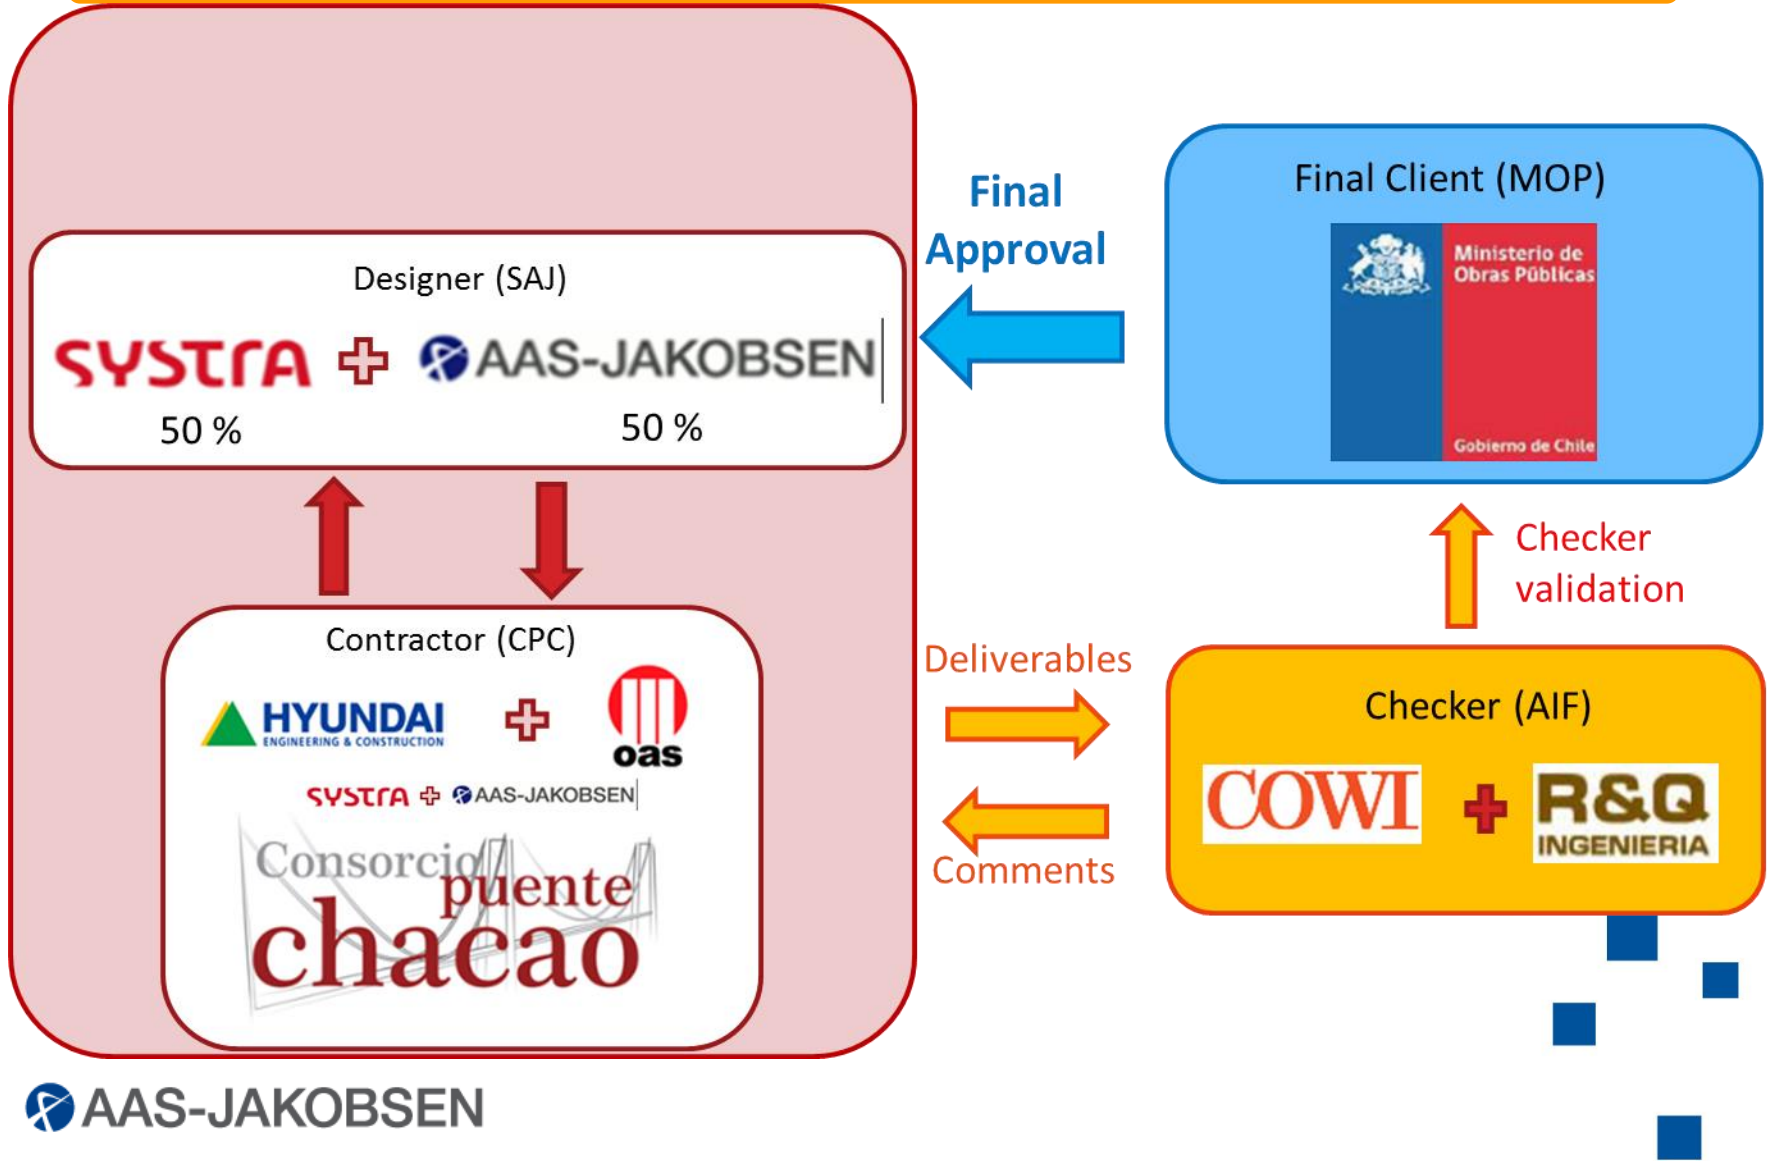 Designer (SAJ)
SYSTRA + AAS-JAKOBSEN
50 % 50 %
Contractor (CPC)
HYUNDAI
ENGINEERING & CONSTRUCTION
oas
SYSTRA + AAS-JAKOBSEN
Consorcio
puente
chacao
Final
Approval
Final Client (MOP)
Ministerio de
Obras Públicas
Gobierno de Chile
Checker
validation
Deliverables
Comments
Checker (AIF)
COWI + R&Q
INGENIERIA
AAS-JAKOBSEN